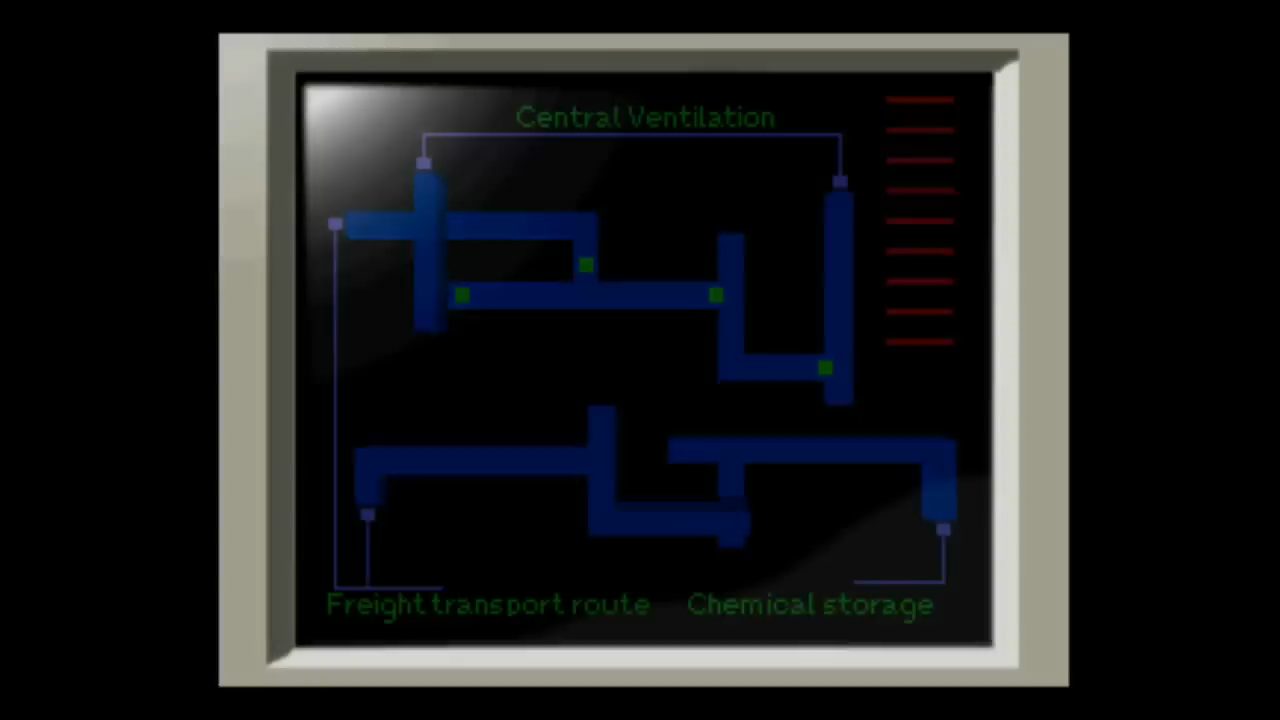 Central Ventilation
Freight transport route
Chemical storage